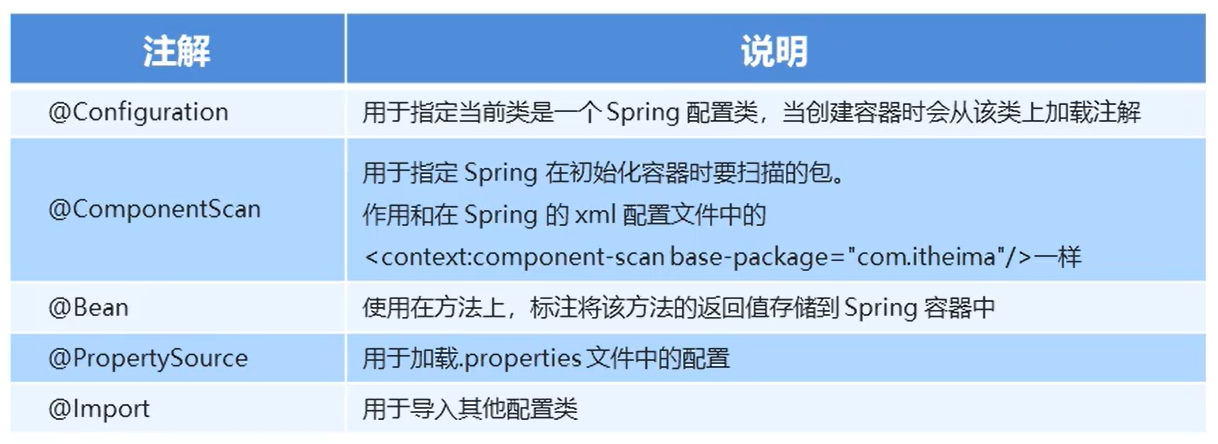 注解 说明
@Configuration 用于指定当前类是一个 Spring 配置类，当创建容器时会从该类上加载注解
@ComponentScan 用于指定 Spring 在初始化容器时要扫描的包。
作用和在 Spring 的 xml 配置文件中的
<context:component-scan base-package="com.itheima"/>一样
@Bean 使用在方法上，标注将该方法的返回值存储到 Spring 容器中
@PropertySource 用于加载.properties 文件中的配置
@Import 用于导入其他配置类